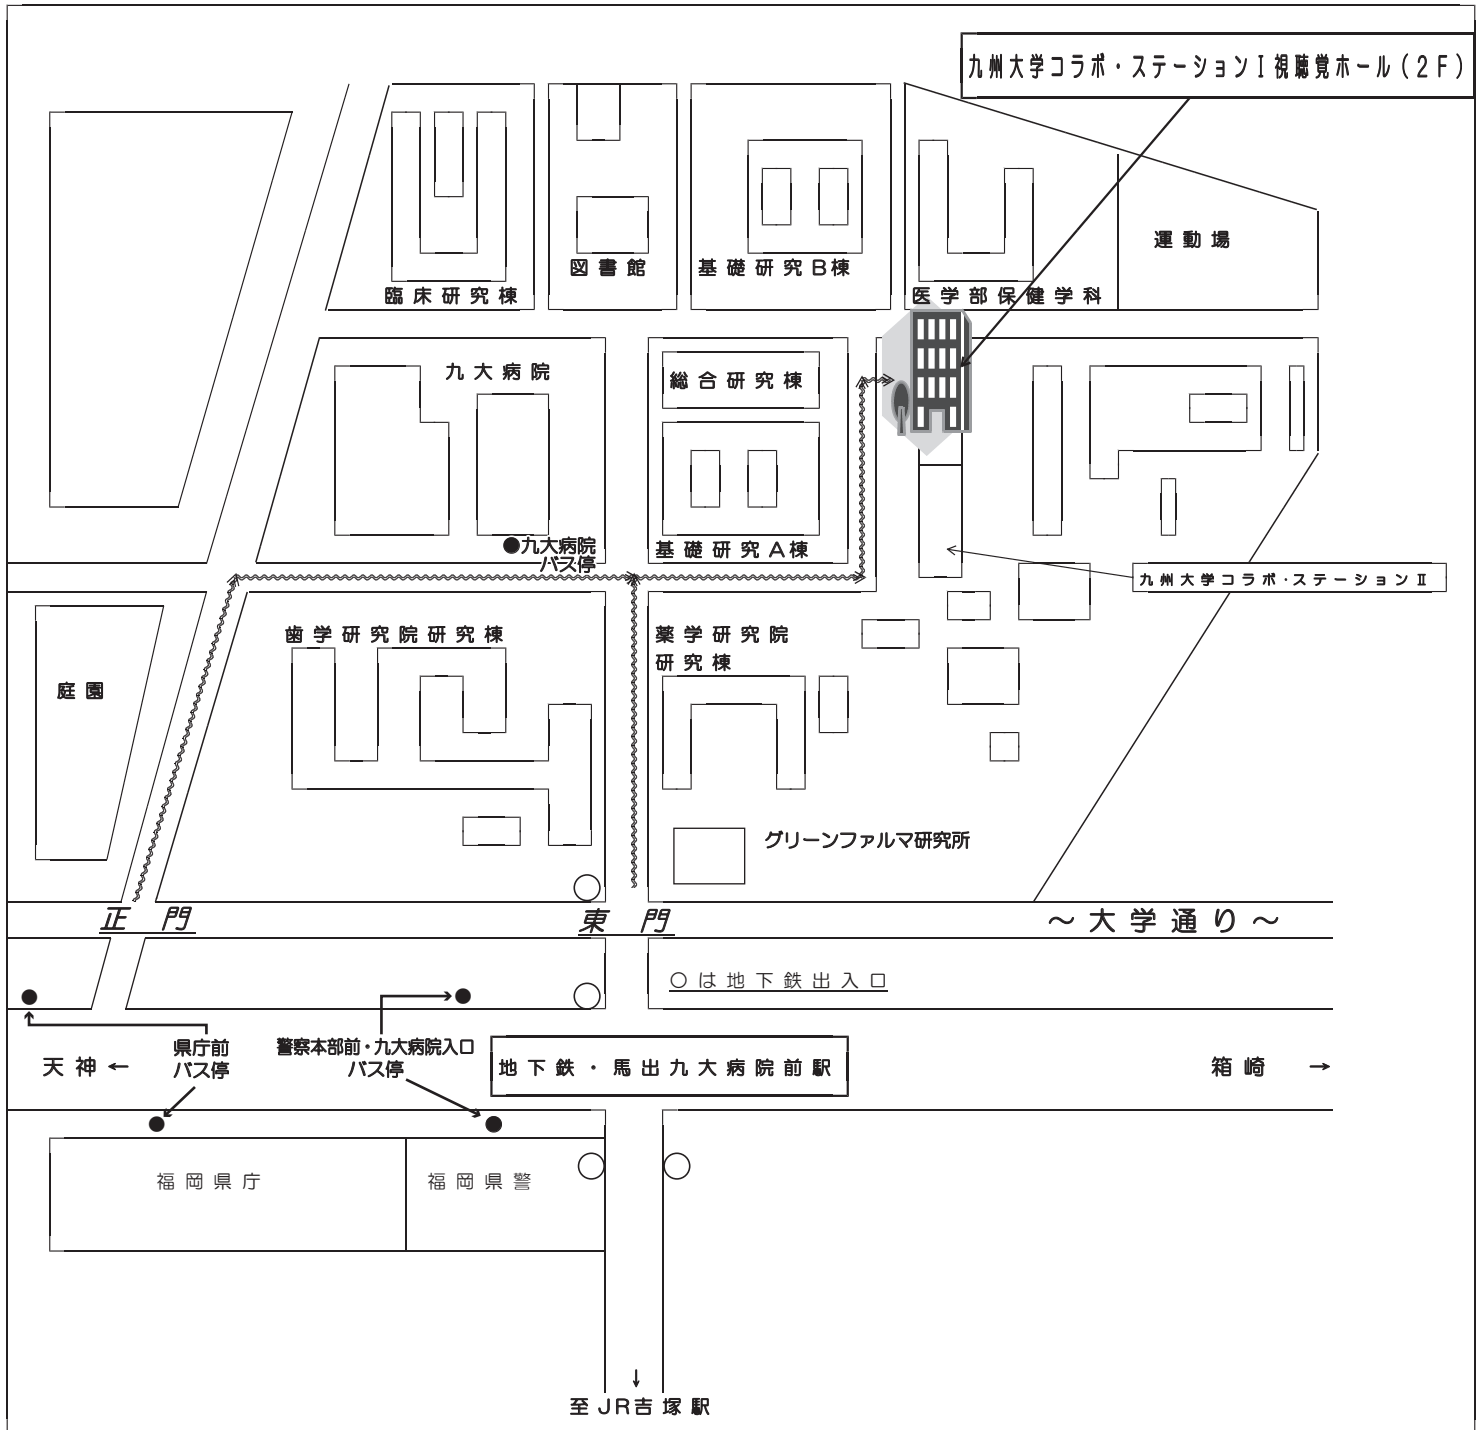 九州大学コラボ・ステーションⅠ視聴覚ホール(2F)
運動場
図書館
基礎研究B棟
臨床研究棟
医学部保健学科
九大病院
総合研究棟
●九大病院
バス停
基礎研究A棟
九州大学コラボ・ステーションⅡ
歯学研究院研究棟
薬学研究院
研究棟
庭園
グリーンファルマ研究所
正門
東門
~大学通り~
○は地下鉄出入口
県庁前
バス停
警察本部前・九大病院入口
バス停
天神←
地下鉄・馬出九大病院前駅
箱崎 →
福岡県庁
福岡県警
↓
至JR吉塚駅